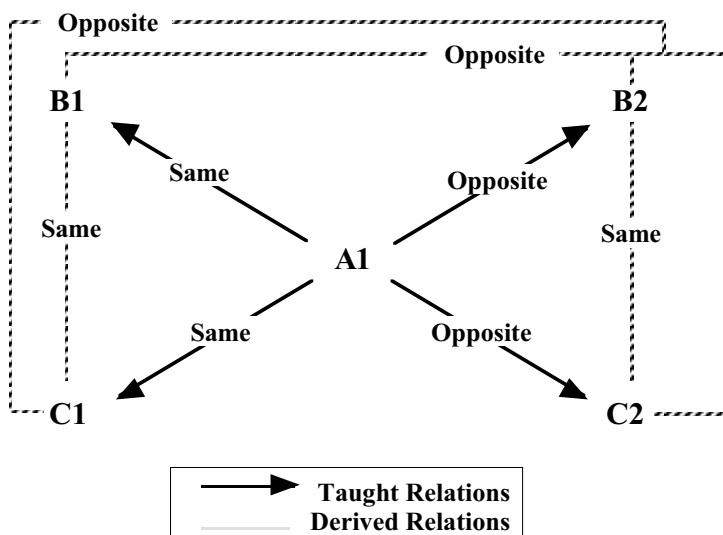 Opposite
Opposite
B1
B2
Same
Opposite
Same
Same
A1
Same
Opposite
C1
C2
Taught Relations
Derived Relations